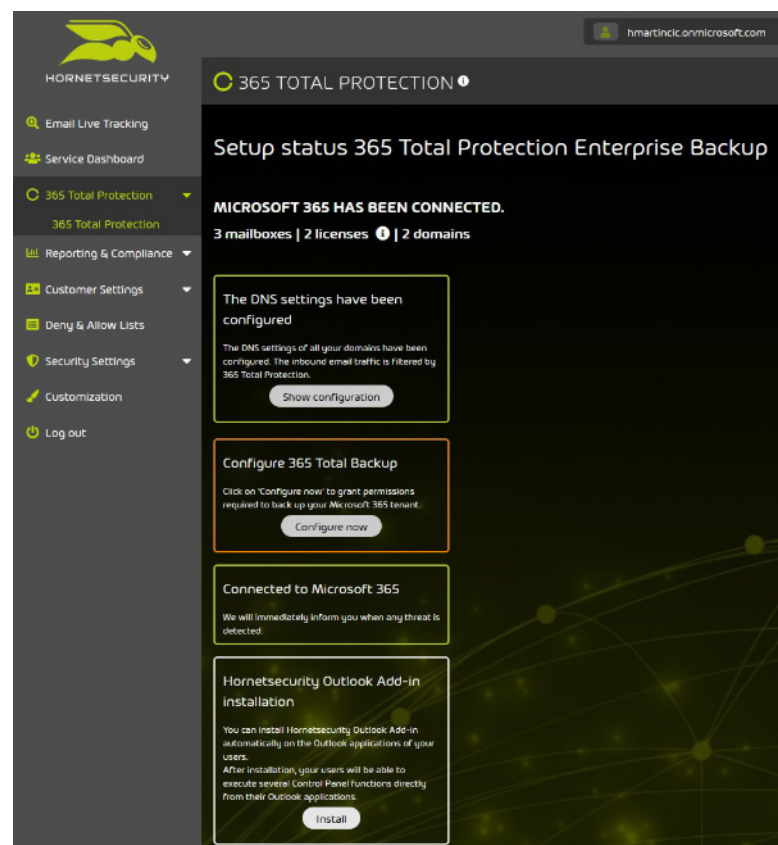 hmartincic.onmicrosoft.com
HORNETSECURITY
365 TOTAL PROTECTION
Email Live Tracking
Service Dashboard
365 Total Protection
365 Total Protection
Reporting & Compliance
Customer Settings
Deny & Allow Lists
Security Settings
Customization
Log out
Setup status 365 Total Protection Enterprise Backup
MICROSOFT 365 HAS BEEN CONNECTED.
3 mailboxes | 2 licenses | 2 domains
The DNS settings have been
configured
The DNS settings of all your domains have been
configured. The inbound email traffic is filtered by
365 Total Protection.
Show configuration
Configure 365 Total Backup
Click on 'Configure now' to grant permissions
required to back up your Microsoft 365 tenant.
Configure now
Connected to Microsoft 365
We will immediately inform you when any threat is
detected.
Hornetsecurity Outlook Add-in
installation
You can install Hornetsecurity Outlook Add-in
automatically on the Outlook applications of your
users.
After installation, your users will be able to
execute several Control Panel functions directly
from their Outlook applications.
Install